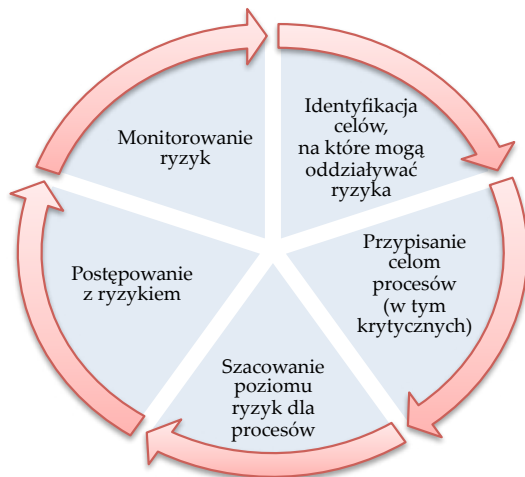 Identyfikacja
celów,
na które mogą
oddziaływać
ryzyka
Przypisanie
celom
procesów
(w tym
krytycznych)
Szacowanie
poziomu
ryzyk dla
procesów
Postępowanie
z ryzykiem
Monitorowanie
ryzyk